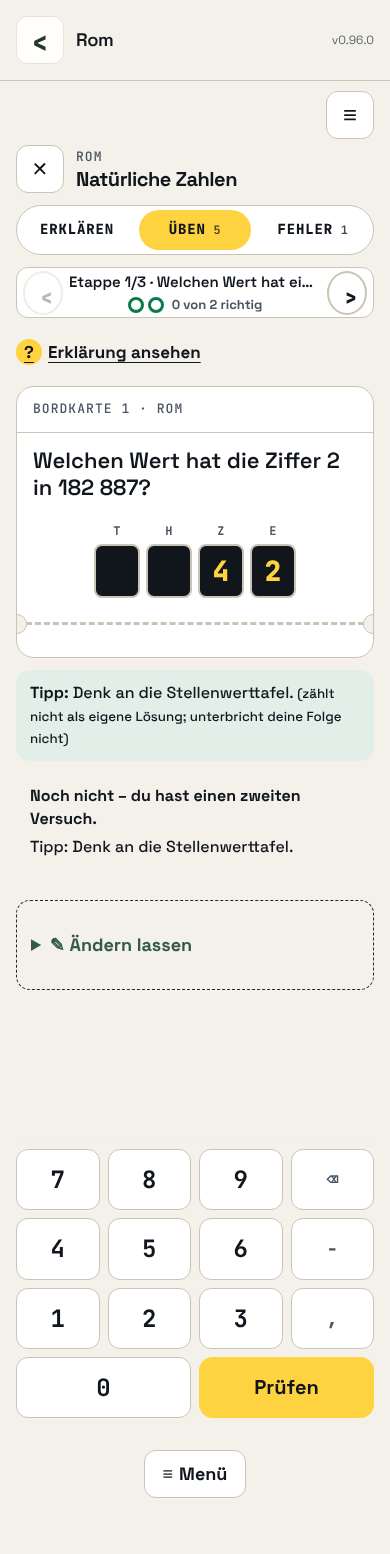 < Rom v0.96.0
≡
✕ ROM
Natürliche Zahlen
ERKLÄREN ÜBEN 5 FEHLER 1
< Etappe 1/3 · Welchen Wert hat ei... >
0 von 2 richtig
? Erklärung ansehen
BORDKARTE 1 · ROM
Welchen Wert hat die Ziffer 2
in 182 887?
T H Z E
4 2
Tipp: Denk an die Stellenwerttafel. (zählt
nicht als eigene Lösung; unterbricht deine Folge
nicht)
Noch nicht – du hast einen zweiten
Versuch.
Tipp: Denk an die Stellenwerttafel.
▶ ✎ Ändern lassen
7 8 9 ⌫
4 5 6 -
1 2 3 ,
0 Prüfen
≡ Menü